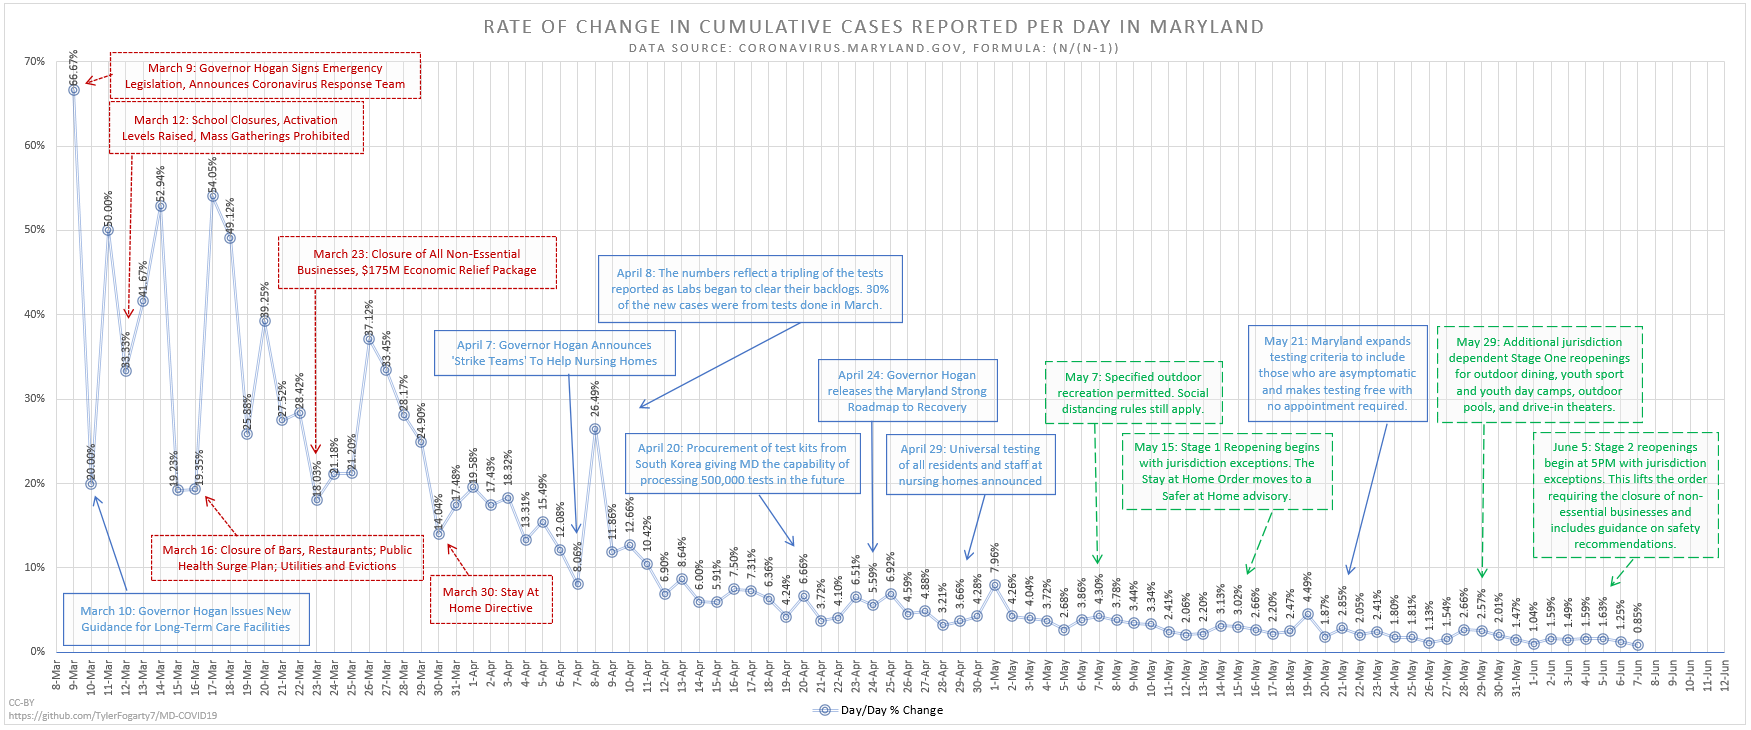 RATE OF CHANGE IN CUMULATIVE CASES REPORTED PER DAY IN MARYLAND
DATA SOURCE: CORONAVIRUS.MARYLAND.GOV, FORMULA: (N/(N-1))
70%
60%
50%
40%
30%
20%
10%
0%
March 9: Governor Hogan Signs Emergency
Legislation, Announces Coronavirus Response Team
March 12: School Closures, Activation
Levels Raised, Mass Gatherings Prohibited
March 23: Closure of All Non-Essential
Businesses, $175M Economic Relief Package
April 8: The numbers reflect a tripling of the tests
reported as Labs began to clear their backlogs. 30%
of the new cases were from tests done in March.
April 7: Governor Hogan Announces
'Strike Teams' To Help Nursing Homes
April 24: Governor Hogan
releases the Maryland Strong
Roadmap to Recovery
April 20: Procurement of test kits from
South Korea giving MD the capability of
processing 500,000 tests in the future
April 29: Universal testing
of all residents and staff at
nursing homes announced
May 7: Specified outdoor
recreation permitted. Social
distancing rules still apply.
May 15: Stage 1 Reopening begins
with jurisdiction exceptions. The
Stay at Home Order moves to a
Safer at Home advisory.
May 21: Maryland expands
testing criteria to include
those who are asymptomatic
and makes testing free with
no appointment required.
May 29: Additional jurisdiction
dependent Stage One reopenings
for outdoor dining, youth sport
and youth day camps, outdoor
pools, and drive-in theaters.
June 5: Stage 2 reopenings
begin at 5PM with jurisdiction
exceptions. This lifts the order
requiring the closure of non-
essential businesses and
includes guidance on safety
recommendations.
March 16: Closure of Bars, Restaurants; Public
Health Surge Plan; Utilities and Evictions
March 10: Governor Hogan Issues New
Guidance for Long-Term Care Facilities
March 30: Stay At
Home Directive
66.67%
20.00%
50.00%
33.33%
41.67%
52.94%
19.23%
19.35%
54.05%
49.12%
25.88%
39.25%
27.52%
28.42%
18.03%
21.18%
21.20%
37.12%
33.45%
28.17%
24.90%
14.04%
17.48%
19.58%
17.43%
18.32%
13.31%
15.49%
12.08%
8.06%
26.49%
11.86%
12.66%
10.42%
6.90%
8.64%
6.00%
5.91%
7.50%
7.31%
6.36%
4.24%
6.66%
3.72%
4.10%
6.51%
5.59%
6.92%
4.59%
4.88%
3.21%
3.66%
4.28%
7.96%
4.26%
4.04%
3.72%
2.68%
3.86%
4.30%
3.78%
3.44%
3.34%
2.41%
2.06%
2.20%
3.13%
3.02%
2.66%
2.20%
2.47%
4.49%
1.87%
2.85%
2.05%
2.41%
1.80%
1.81%
1.13%
1.54%
2.66%
2.57%
2.01%
1.47%
1.04%
1.59%
1.49%
1.59%
1.63%
1.25%
0.85%
8-Mar
9-Mar
10-Mar
11-Mar
12-Mar
13-Mar
14-Mar
15-Mar
16-Mar
17-Mar
18-Mar
19-Mar
20-Mar
21-Mar
22-Mar
23-Mar
24-Mar
25-Mar
26-Mar
27-Mar
28-Mar
29-Mar
30-Mar
31-Mar
1-Apr
2-Apr
3-Apr
4-Apr
5-Apr
6-Apr
7-Apr
8-Apr
9-Apr
10-Apr
11-Apr
12-Apr
13-Apr
14-Apr
15-Apr
16-Apr
17-Apr
18-Apr
19-Apr
20-Apr
21-Apr
22-Apr
23-Apr
24-Apr
25-Apr
26-Apr
27-Apr
28-Apr
29-Apr
30-Apr
1-May
2-May
3-May
4-May
5-May
6-May
7-May
8-May
9-May
10-May
11-May
12-May
13-May
14-May
15-May
16-May
17-May
18-May
19-May
20-May
21-May
22-May
23-May
24-May
25-May
26-May
27-May
28-May
29-May
30-May
31-May
1-Jun
2-Jun
3-Jun
4-Jun
5-Jun
6-Jun
7-Jun
8-Jun
9-Jun
10-Jun
11-Jun
12-Jun
CC-BY
https://github.com/TylerFogarty7/MD-COVID19
Day/Day % Change